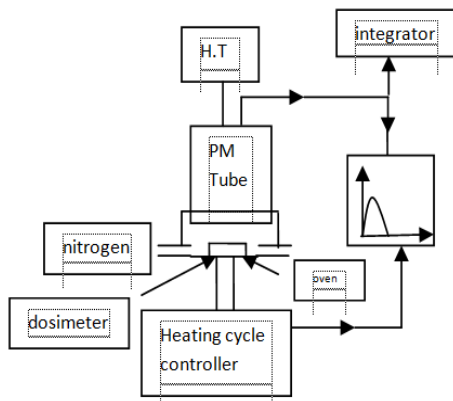 H.T
integrator
PM
Tube
nitrogen
oven
dosimeter
Heating cycle
controller